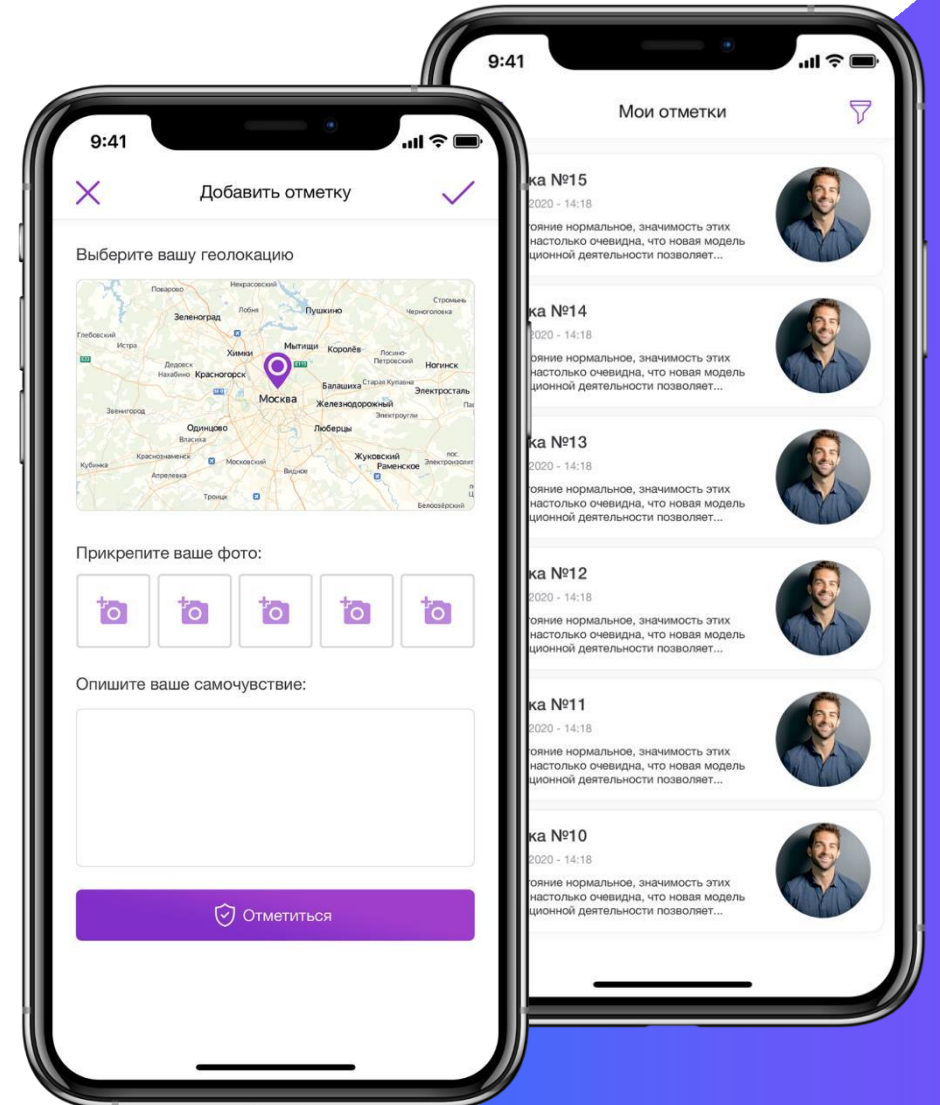 9:41
Добавить отметку
Выберите вашу геолокацию
Поварово
Некрасовский
Стромынь
Зеленоград
Лобня
Пушкино
Черноголовка
Глебовский
Истра
Химки
Мытищи
Королёв
Лосино-
Петровский
Дедовск
Ногинск
Нахабино
Красногорск
Балашиха
Старая Купавна
Электросталь
Москва
Железнодорожный
Звенигород
Электроугли
Одинцово
Люберцы
Власиха
Краснознаменск
Московский
Жуковский
пос.
Кубинка
Видное
Раменское
Апрелевка
Троицк
Белоозёрский
Прикрепите ваше фото:
Опишите ваше самочувствие:
Отметиться
9:41
Мои отметки
ка №15
2020 - 14:18
тояние нормальное, значимость этих
настолько очевидна, что новая модель
ционной деятельности позволяет...
ка №14
2020 - 14:18
тояние нормальное, значимость этих
настолько очевидна, что новая модель
ционной деятельности позволяет...
ка №13
2020 - 14:18
тояние нормальное, значимость этих
настолько очевидна, что новая модель
ционной деятельности позволяет...
ка №12
2020 - 14:18
тояние нормальное, значимость этих
настолько очевидна, что новая модель
ционной деятельности позволяет...
ка №11
2020 - 14:18
тояние нормальное, значимость этих
настолько очевидна, что новая модель
ционной деятельности позволяет...
ка №10
2020 - 14:18
тояние нормальное, значимость этих
настолько очевидна, что новая модель
ционной деятельности позволяет...